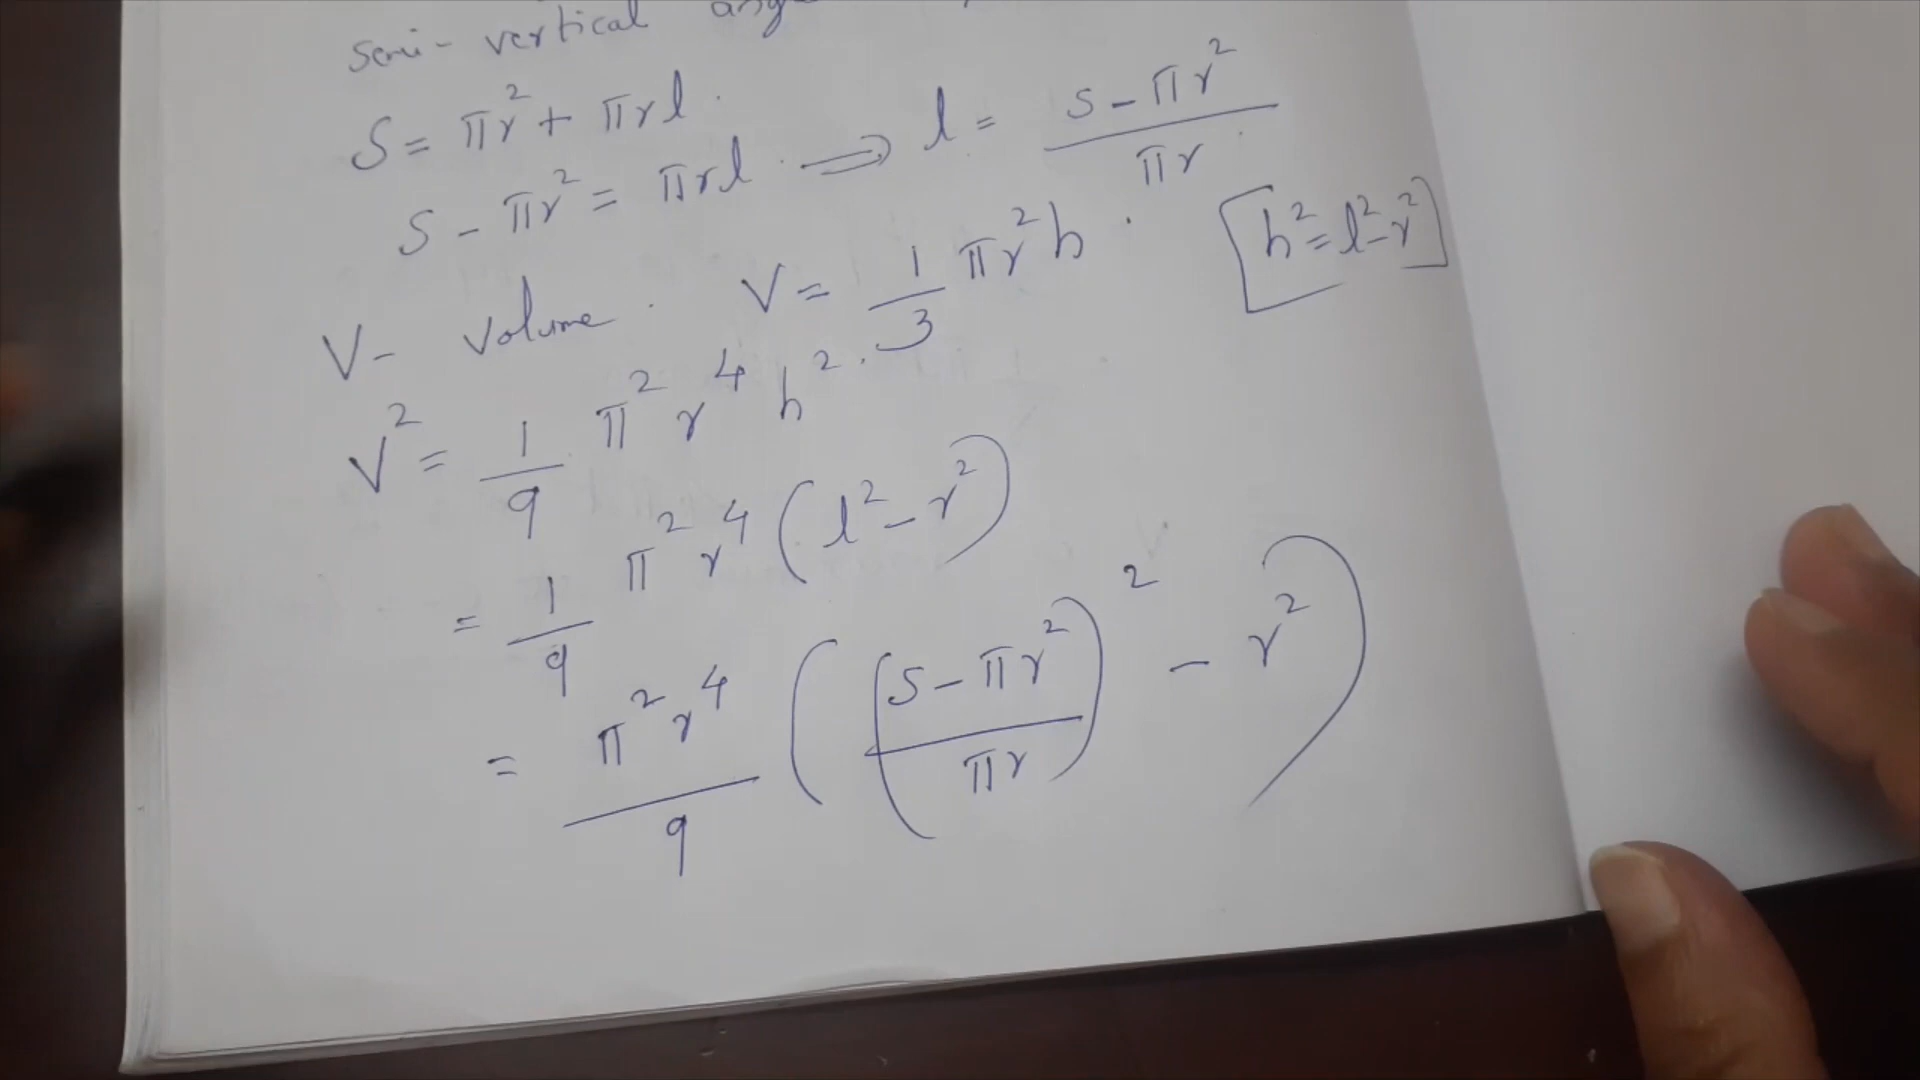 semi- vertical
S = πr² + πrl.
S - πr² = πrl ⟹ l = (S - πr²)/(πr)
V - Volume. V = 1/3 πr²h. [h² = l² - r²]
V² = 1/9 π² r⁴ h².
= 1/9 π² r⁴ (l² - r²)
= π² r⁴/9 (((S - πr²)/(πr))² - r²)